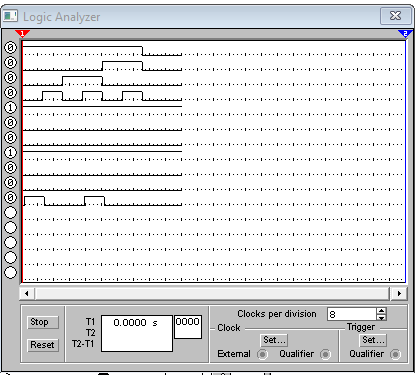 Logic Analyzer
1
2
0
0
0
0
1
0
0
1
0
0
0
Stop
Reset
T1
T2
T2-T1
0.0000 s
0000
Clocks per division 8
Clock
Trigger
Set...
Set...
External
Qualifier
Qualifier